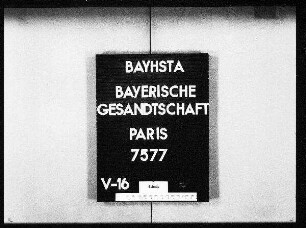 BAYHSTA
BAYERISCHE
GESANDTSCHAFT
PARIS
7577
V-16